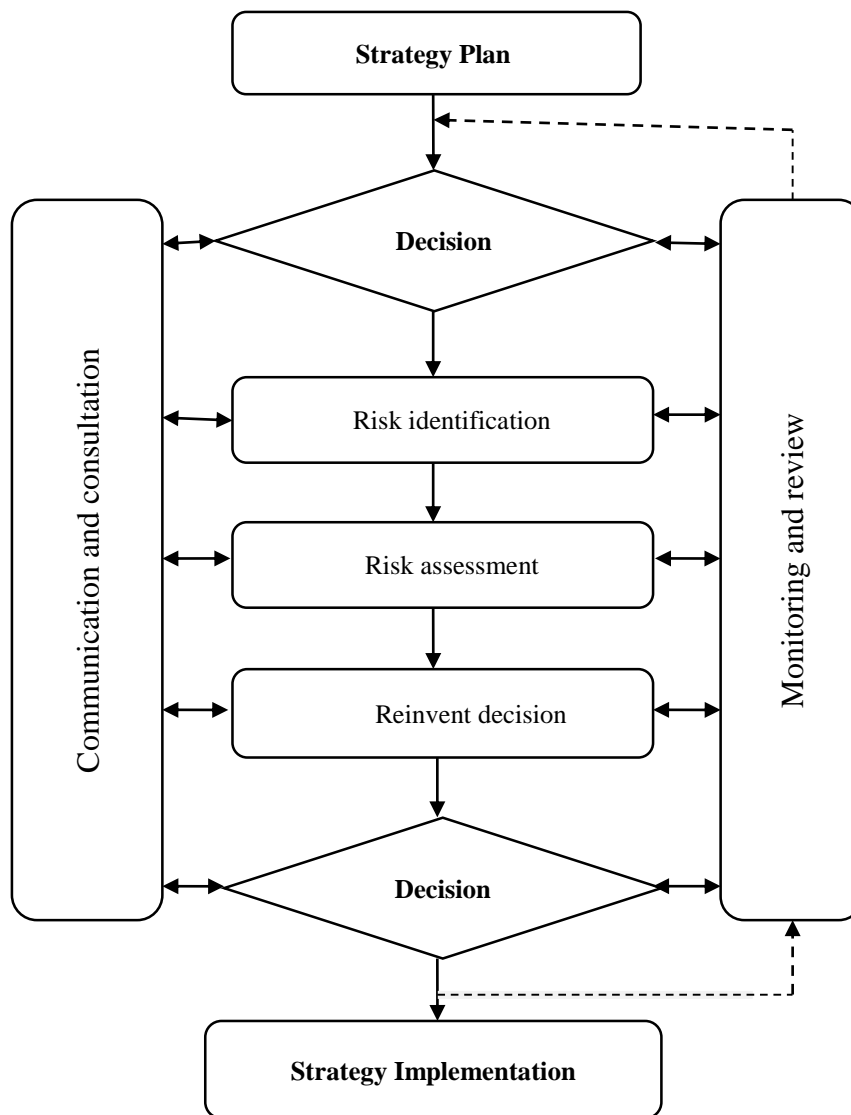 Strategy Plan
Decision
Communication and consultation
Monitoring and review
Risk identification
Risk assessment
Reinvent decision
Decision
Strategy Implementation